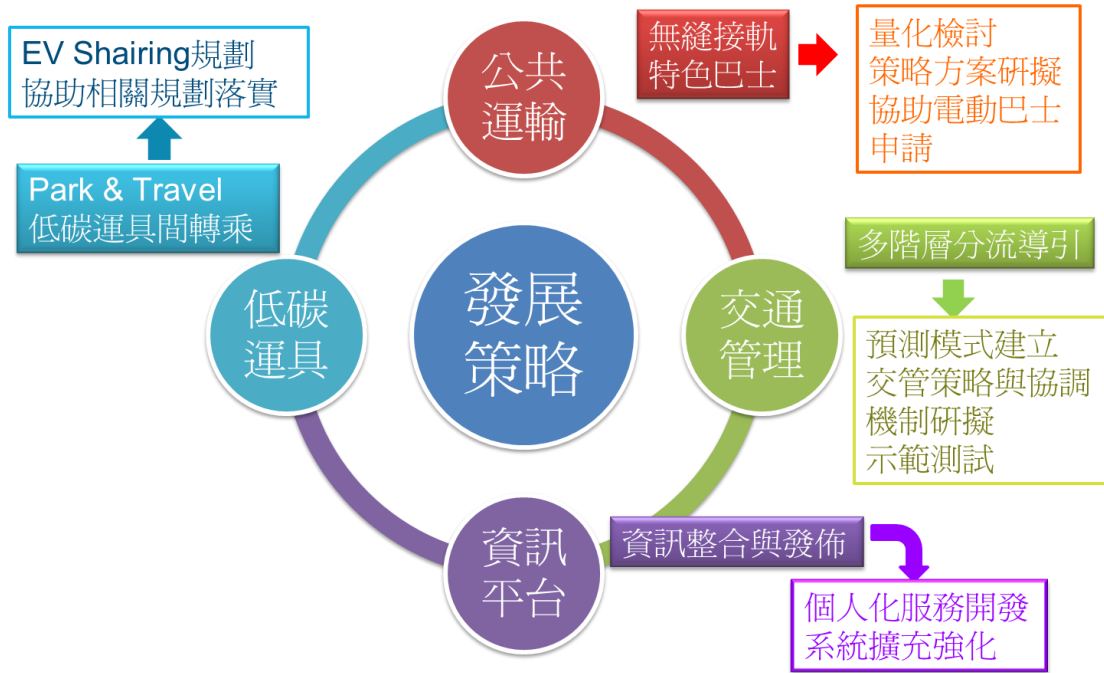 EV Shairing規劃
協助相關規劃落實
Park & Travel
低碳運具間轉乘
公共
運輸
無縫接軌
特色巴士
量化檢討
策略方案研擬
協助電動巴士
申請
低碳
運具
發展
策略
交通
管理
多階層分流導引
預測模式建立
交管策略與協調
機制研擬
示範測試
資訊
平台
資訊整合與發佈
個人化服務開發
系統擴充強化